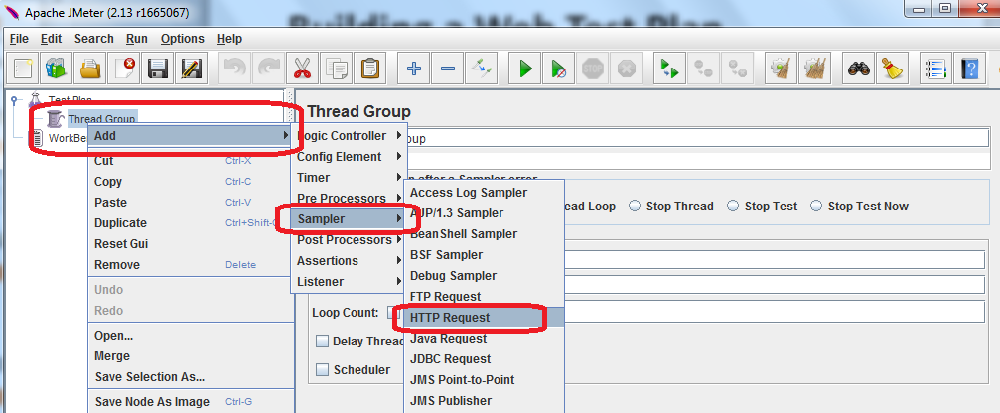 Building a Web Test Plan
Apache JMeter (2.13 r1665067)
File Edit Search Run Options Help
Test Plan
Thread Group
WorkBe
Add
Cut Ctrl-X
Copy Ctrl-C
Paste Ctrl-V
Duplicate Ctrl+Shift-C
Reset Gui
Remove Delete
Undo
Redo
Open...
Merge
Save Selection As...
Save Node As Image Ctrl-G
Logic Controller
Config Element
Timer
Pre Processors
Sampler
Post Processors
Assertions
Listener
Access Log Sampler
AJP/1.3 Sampler
BeanShell Sampler
BSF Sampler
Debug Sampler
FTP Request
HTTP Request
Java Request
JDBC Request
JMS Point-to-Point
JMS Publisher
Thread Group
oup
n after a Sampler error
ead Loop Stop Thread Stop Test Stop Test Now
Loop Count:
Delay Thread
Scheduler